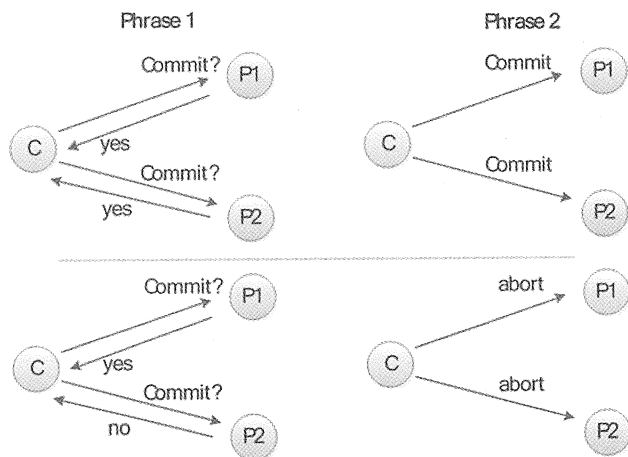 Phrase 1
Phrase 2
Commit?
P1
Commit
P1
C
yes
C
Commit?
Commit
yes
P2
P2
Commit?
P1
abort
P1
C
yes
C
Commit?
abort
no
P2
P2